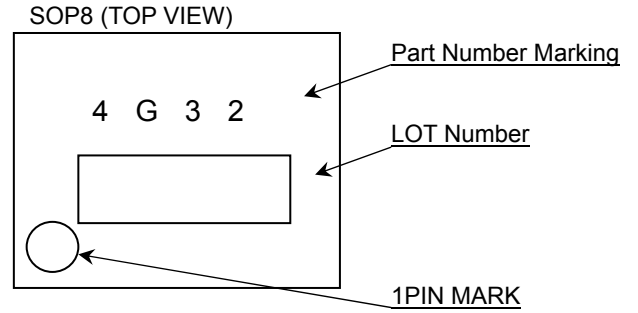 SOP8 (TOP VIEW)
Part Number Marking
4 G 3 2
LOT Number
1PIN MARK